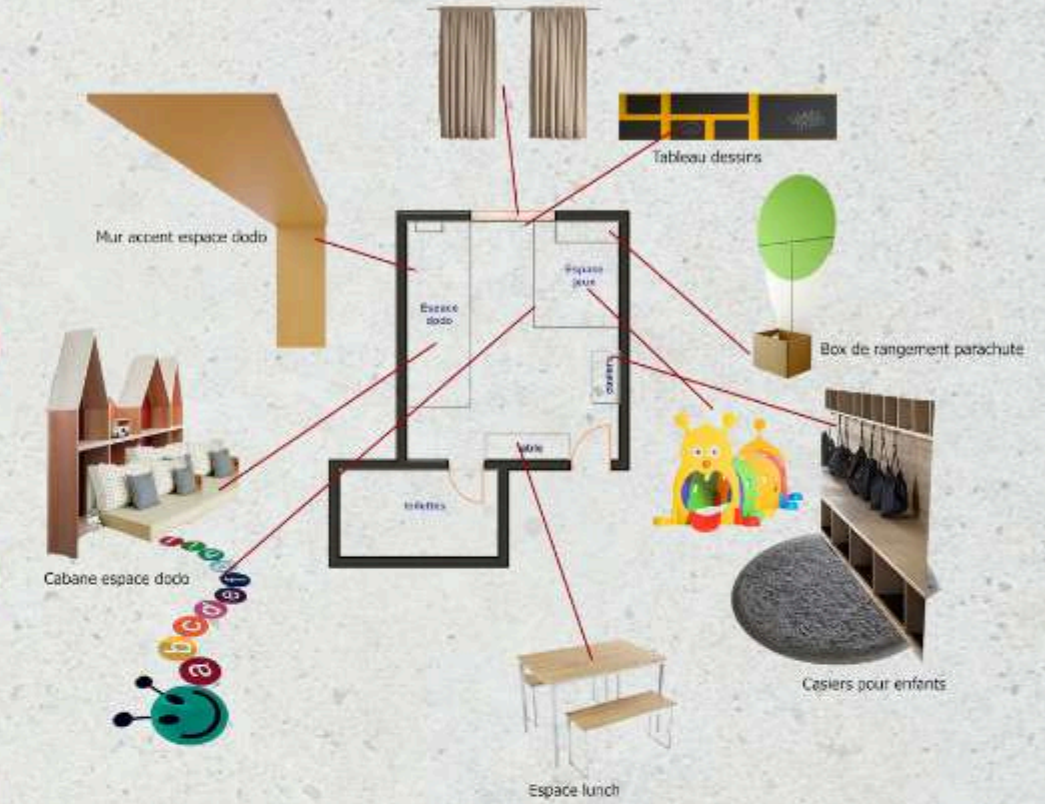 Tableau dessins
Mur accent espace dodo
Espace
jeux
Espace
dodo
Box de rangement parachute
casiers
table
toilettes
Cabane espace dodo
a
b
c
d
e
f
Casiers pour enfants
Espace lunch